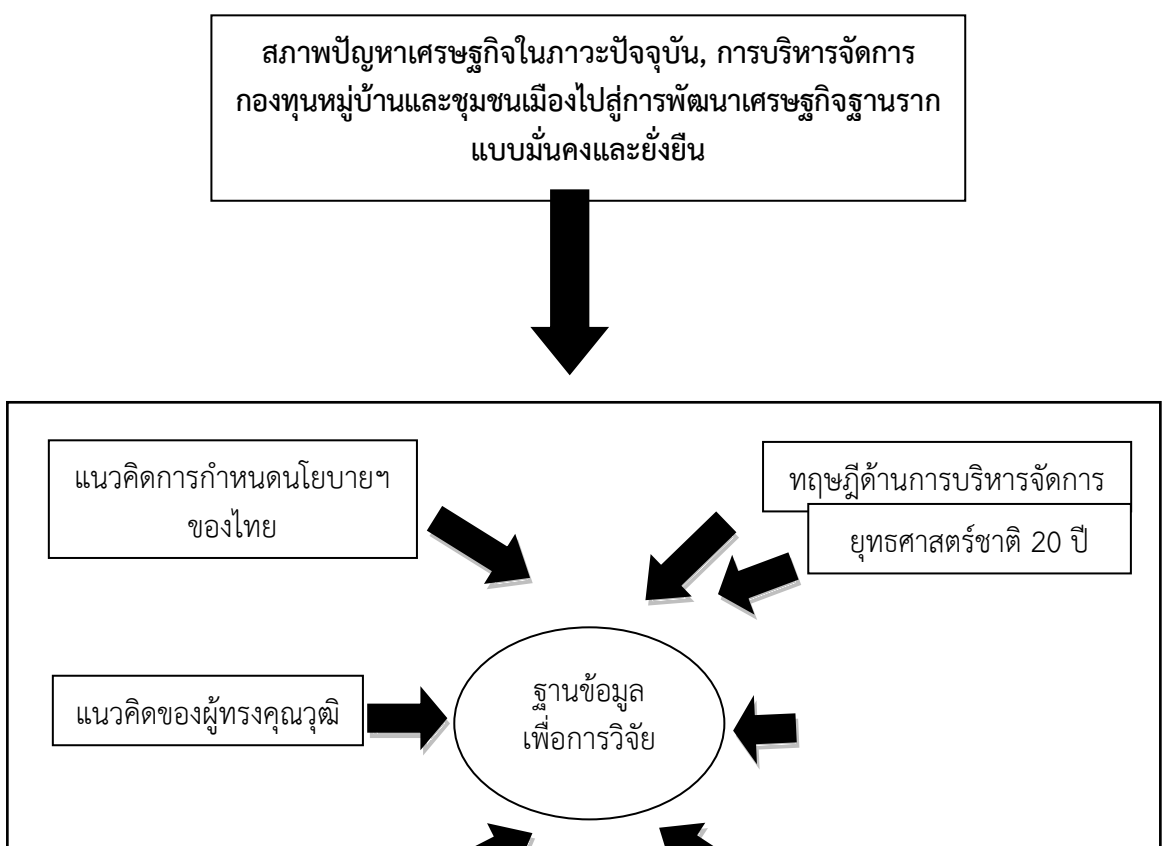 สภาพปัญหาเศรษฐกิจในภาวะปัจจุบัน, การบริหารจัดการ
กองทุนหมู่บ้านและชุมชนเมืองไปสู่การพัฒนาเศรษฐกิจฐานราก
แบบมั่นคงและยั่งยืน
แนวคิดการกำหนดนโยบายฯ
ของไทย
ทฤษฎีด้านการบริหารจัดการ
ยุทธศาสตร์ชาติ 20 ปี
แนวคิดของผู้ทรงคุณวุฒิ
ฐานข้อมูล
เพื่อการวิจัย